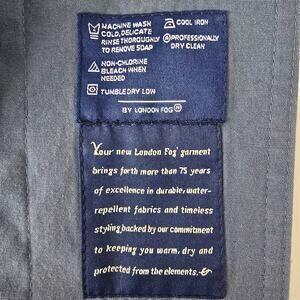 MACHINE WASH
COLD, DELICATE
RINSE THOROUGHLY
TO REMOVE SOAP
NON-CHLORINE
BLEACH WHEN
NEEDED
TUMBLE DRY LOW
COOL IRON
PROFESSIONALLY
DRY CLEAN
BY LONDON FOG®
Your new London Fog® garment
brings forth more than 75 years
of excellence in durable, water-
repellent fabrics and timeless
styling backed by our commitment
to keeping you warm, dry and
protected from the elements.